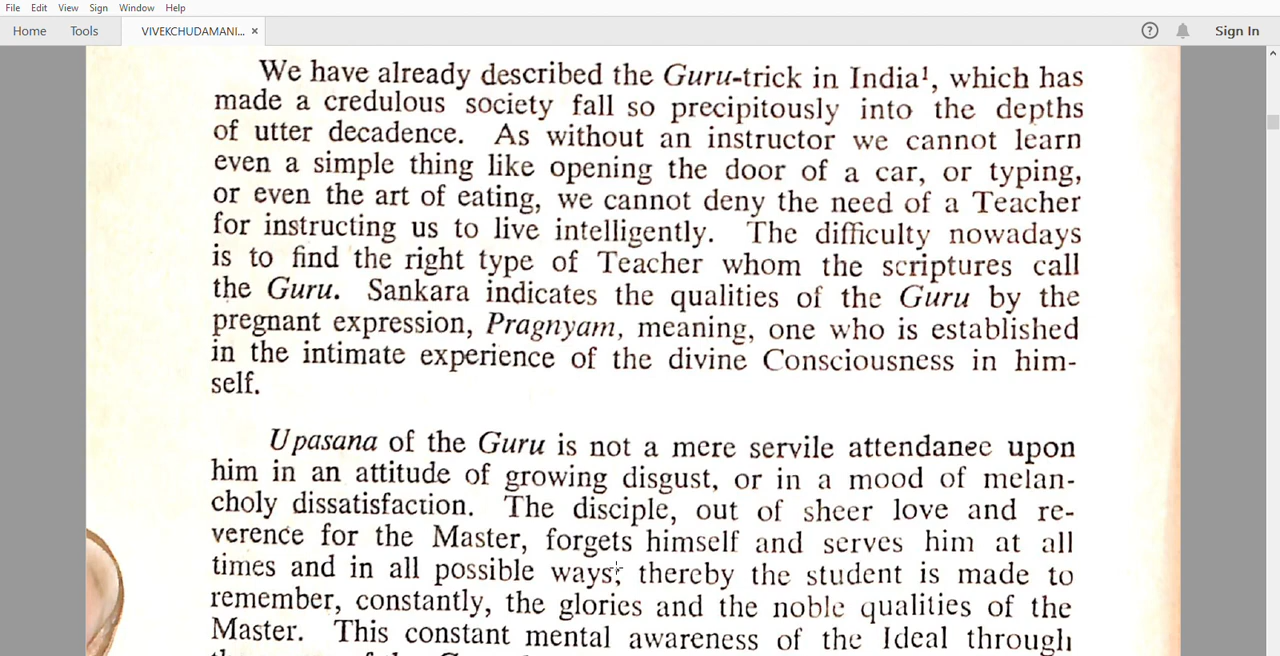 File Edit View Sign Window Help
Home Tools VIVEKCHUDAMANI... × ? Sign In
We have already described the Guru-trick in India¹, which has
made a credulous society fall so precipitously into the depths
of utter decadence. As without an instructor we cannot learn
even a simple thing like opening the door of a car, or typing,
or even the art of eating, we cannot deny the need of a Teacher
for instructing us to live intelligently. The difficulty nowadays
is to find the right type of Teacher whom the scriptures call
the Guru. Sankara indicates the qualities of the Guru by the
pregnant expression, Pragnyam, meaning, one who is established
in the intimate experience of the divine Consciousness in him-
self.
Upasana of the Guru is not a mere servile attendance upon
him in an attitude of growing disgust, or in a mood of melan-
choly dissatisfaction. The disciple, out of sheer love and re-
verence for the Master, forgets himself and serves him at all
times and in all possible ways; thereby the student is made to
remember, constantly, the glories and the noble qualities of the
Master. This constant mental awareness of the Ideal through